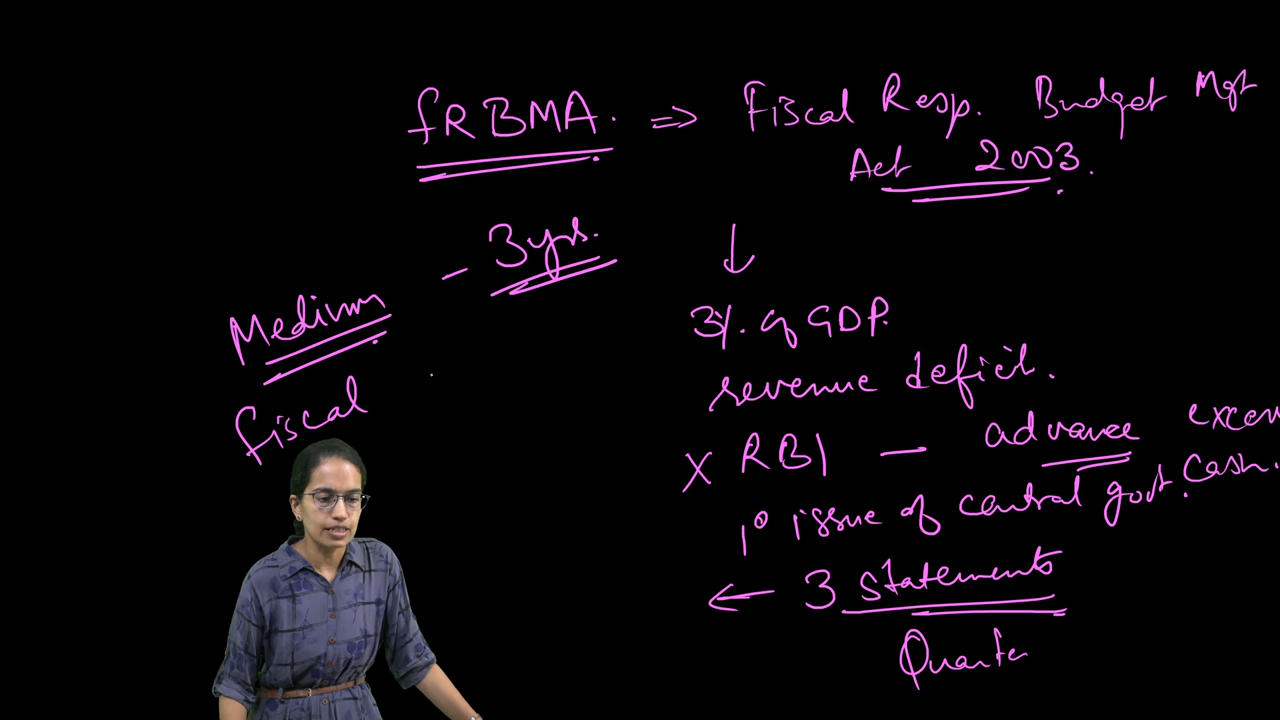 fRBMA. ⇒ Fiscal Resp. Budget Mgt
Act 2003.
- 3yrs.
Medium
fiscal
↓
3% of GDP.
revenue deficit.
X RBI - advance
cash.
1° issue of central govt.
← 3 statements
Quarter